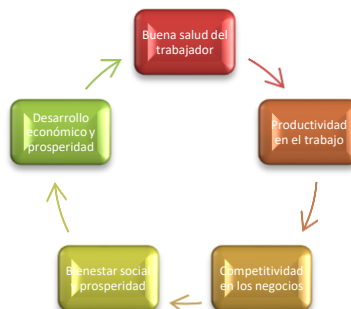 Buena salud del
trabajador
Productividad
en el trabajo
Competitividad
en los negocios
Bienestar social
y prosperidad
Desarrollo
económico y
prosperidad